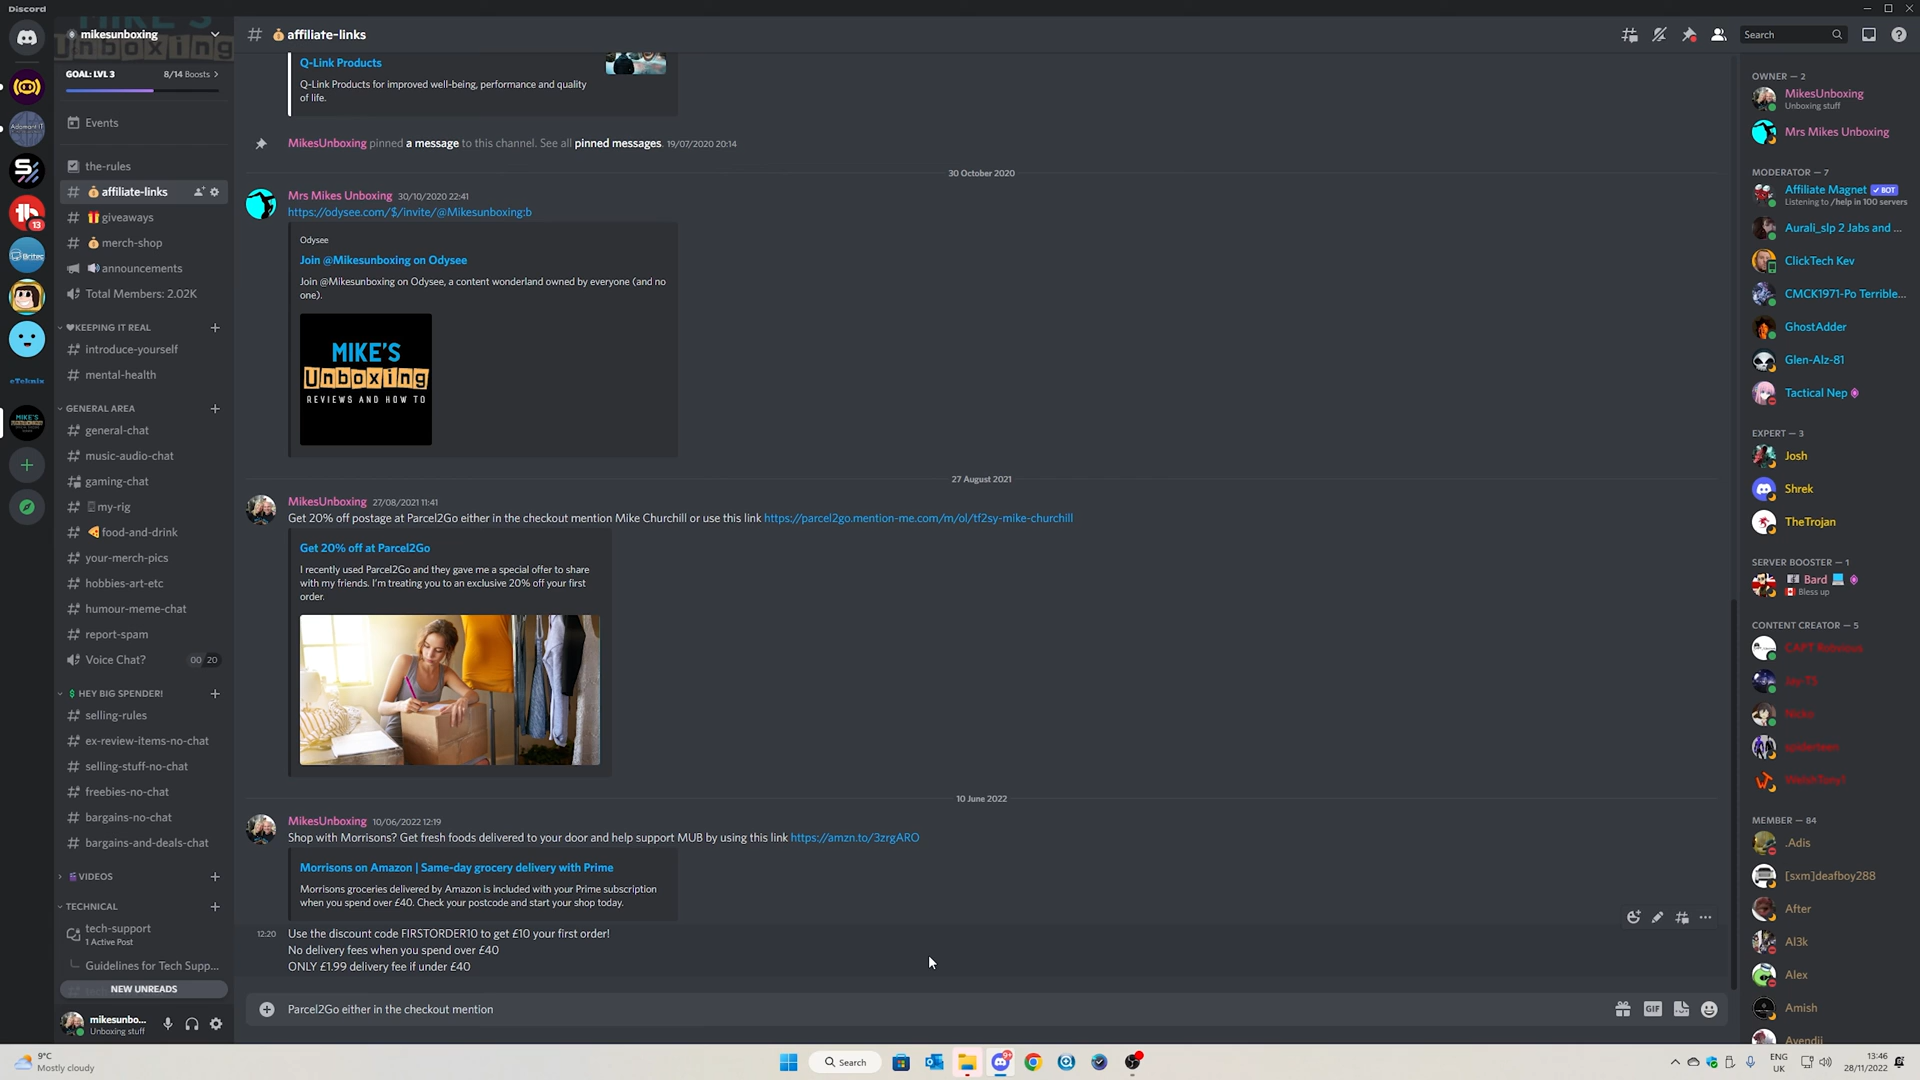 Discord
mikesunboxing
GOAL: LVL 3
8/14 Boosts
Events
the-rules
affiliate-links
giveaways
merch-shop
announcements
Total Members: 2.02K
KEEPING IT REAL
introduce-yourself
mental-health
GENERAL AREA
general-chat
music-audio-chat
gaming-chat
my-rig
food-and-drink
your-merch-pics
hobbies-art-etc
humour-meme-chat
report-spam
Voice Chat?
00 20
HEY BIG SPENDER!
selling-rules
ex-review-items-no-chat
selling-stuff-no-chat
freebies-no-chat
bargains-no-chat
bargains-and-deals-chat
VIDEOS
TECHNICAL
tech-support
1 Active Post
Guidelines for Tech Supp...
NEW UNREADS
mikesunbo...
Unboxing stuff
affiliate-links
Search
Q-Link Products
Q-Link Products for improved well-being, performance and quality
of life.
MikesUnboxing pinned a message to this channel. See all pinned messages. 19/07/2020 20:14
30 October 2020
Mrs Mikes Unboxing 30/10/2020 22:41
https://odysee.com/$/invite/@Mikesunboxing:b
Odysee
Join @Mikesunboxing on Odysee
Join @Mikesunboxing on Odysee, a content wonderland owned by everyone (and no
one).
MIKE'S
Unboxing
REVIEWS AND HOW TO
27 August 2021
MikesUnboxing 27/08/2021 11:41
Get 20% off postage at Parcel2Go either in the checkout mention Mike Churchill or use this link https://parcel2go.mention-me.com/m/ol/tf2sy-mike-churchill
Get 20% off at Parcel2Go
I recently used Parcel2Go and they gave me a special offer to share
with my friends. I'm treating you to an exclusive 20% off your first
order.
10 June 2022
MikesUnboxing 10/06/2022 12:19
Shop with Morrisons? Get fresh foods delivered to your door and help support MUB by using this link https://amzn.to/3zrgARO
Morrisons on Amazon | Same-day grocery delivery with Prime
Morrisons groceries delivered by Amazon is included with your Prime subscription
when you spend over £40. Check your postcode and start your shop today.
12:20 Use the discount code FIRSTORDER10 to get £10 your first order!
No delivery fees when you spend over £40
ONLY £1.99 delivery fee if under £40
Parcel2Go either in the checkout mention
GIF
OWNER — 2
MikesUnboxing
Unboxing stuff
Mrs Mikes Unboxing
MODERATOR — 7
Affiliate Magnet BOT
Listening to /help in 100 servers
Aurali_slp 2 Jabs and ...
ClickTech Kev
CMCK1971-Po Terrible...
GhostAdder
Glen-Alz-81
Tactical Nep
EXPERT — 3
Josh
Shrek
TheTrojan
SERVER BOOSTER — 1
Bard
Bless up
CONTENT CREATOR — 5
Jay-TS
Nicky
spiderteen
WelshTony1
MEMBER — 84
.Adis
[sxm]deafboy288
After
Al3k
Alex
Amish
Avendii
13
Adamant IT
Britec
eTeknix
9°C
Mostly cloudy
Search
ENG
UK
13:46
28/11/2022